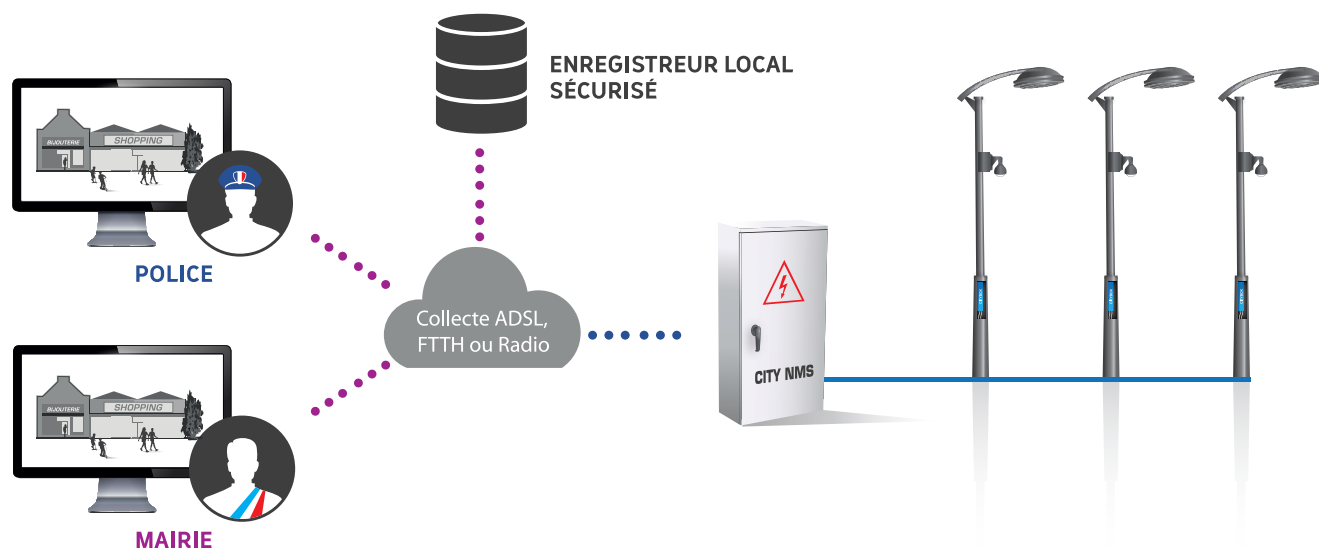 ENREGISTREUR LOCAL
SÉCURISÉ
BIJOUTERIE
SHOPPING
POLICE
Collecte ADSL,
FTTH ou Radio
CITY NMS
BIJOUTERIE
SHOPPING
MAIRIE